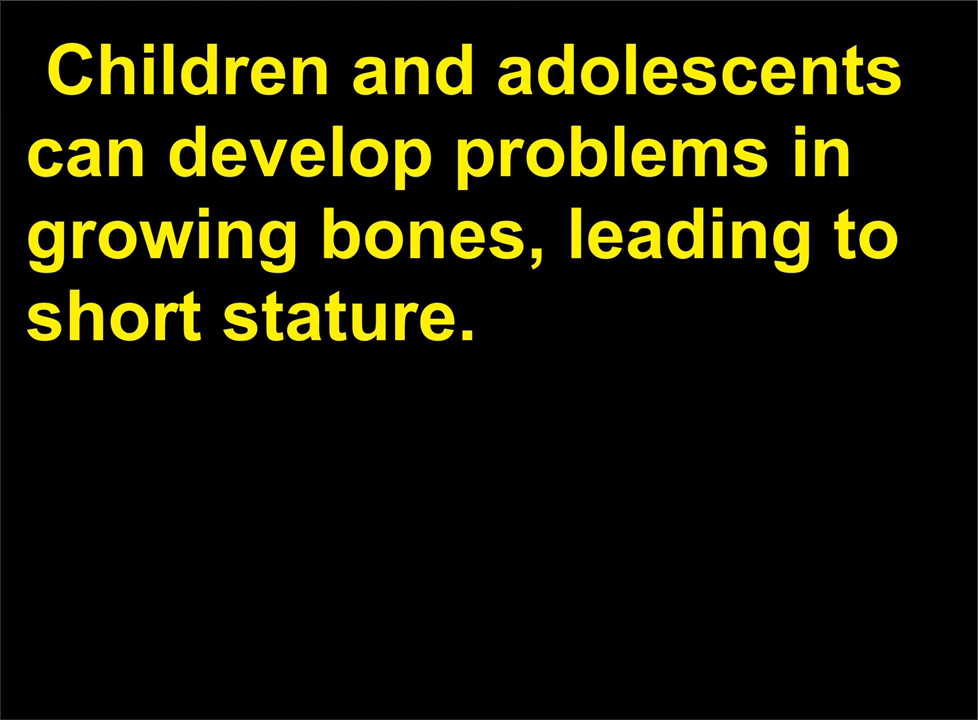 Children and adolescents
can develop problems in
growing bones, leading to
short stature.